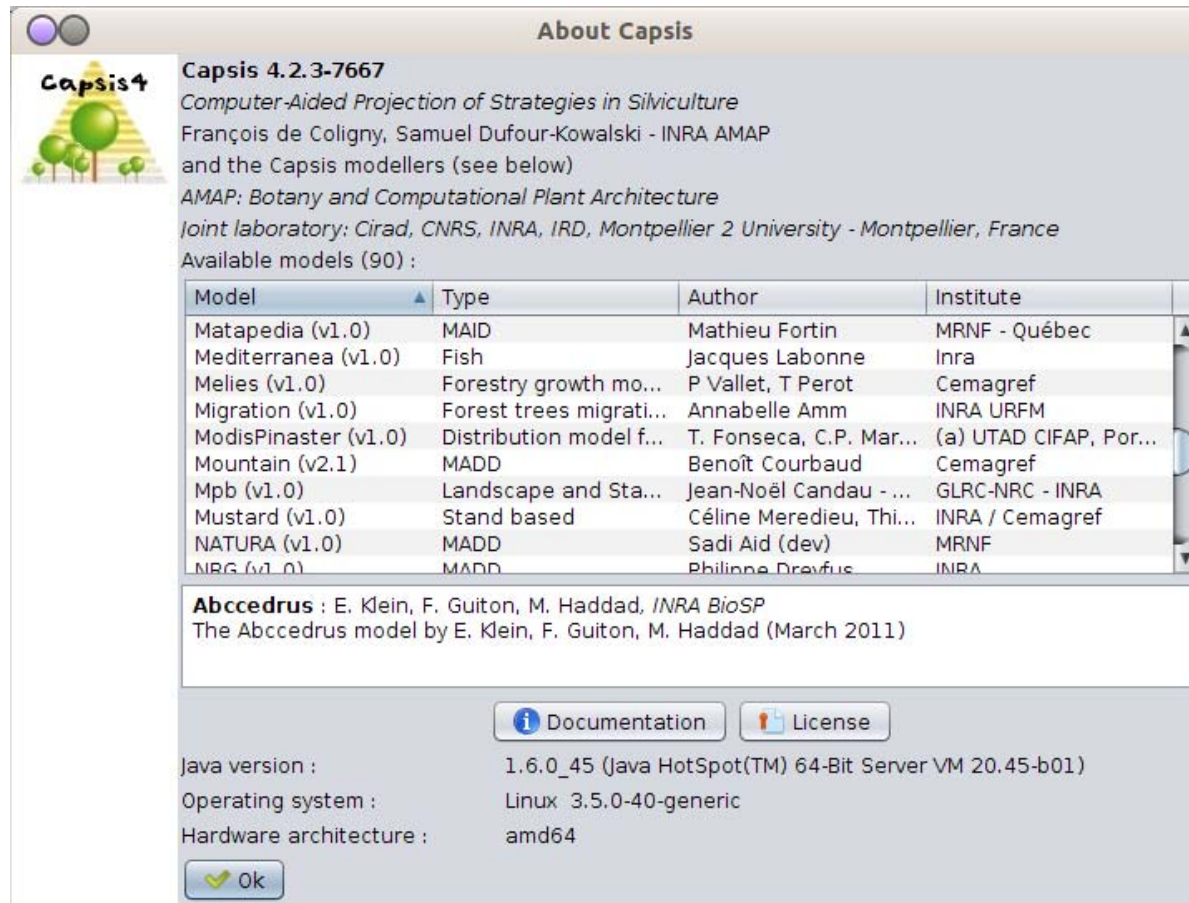 About Capsis
Capsis4
Capsis 4.2.3-7667
Computer-Aided Projection of Strategies in Silviculture
François de Coligny, Samuel Dufour-Kowalski - INRA AMAP
and the Capsis modellers (see below)
AMAP: Botany and Computational Plant Architecture
Joint laboratory: Cirad, CNRS, INRA, IRD, Montpellier 2 University - Montpellier, France
Available models (90) :
Model Type Author Institute
Matapedia (v1.0) MAID Mathieu Fortin MRNF - Québec
Mediterranea (v1.0) Fish Jacques Labonne Inra
Melies (v1.0) Forestry growth mo... P Vallet, T Perot Cemagref
Migration (v1.0) Forest trees migrati... Annabelle Amm INRA URFM
ModisPinaster (v1.0) Distribution model f... T. Fonseca, C.P. Mar... (a) UTAD CIFAP, Por...
Mountain (v2.1) MADD Benoît Courbaud Cemagref
Mpb (v1.0) Landscape and Sta... Jean-Noël Candau - ... GLRC-NRC - INRA
Mustard (v1.0) Stand based Céline Meredieu, Thi... INRA / Cemagref
NATURA (v1.0) MADD Sadi Aid (dev) MRNF
NRG (v1.0) MADD Philippe Dreyfus INRA
Abccedrus : E. Klein, F. Guiton, M. Haddad, INRA BioSP
The Abccedrus model by E. Klein, F. Guiton, M. Haddad (March 2011)
Documentation License
Java version : 1.6.0_45 (Java HotSpot(TM) 64-Bit Server VM 20.45-b01)
Operating system : Linux 3.5.0-40-generic
Hardware architecture : amd64
Ok